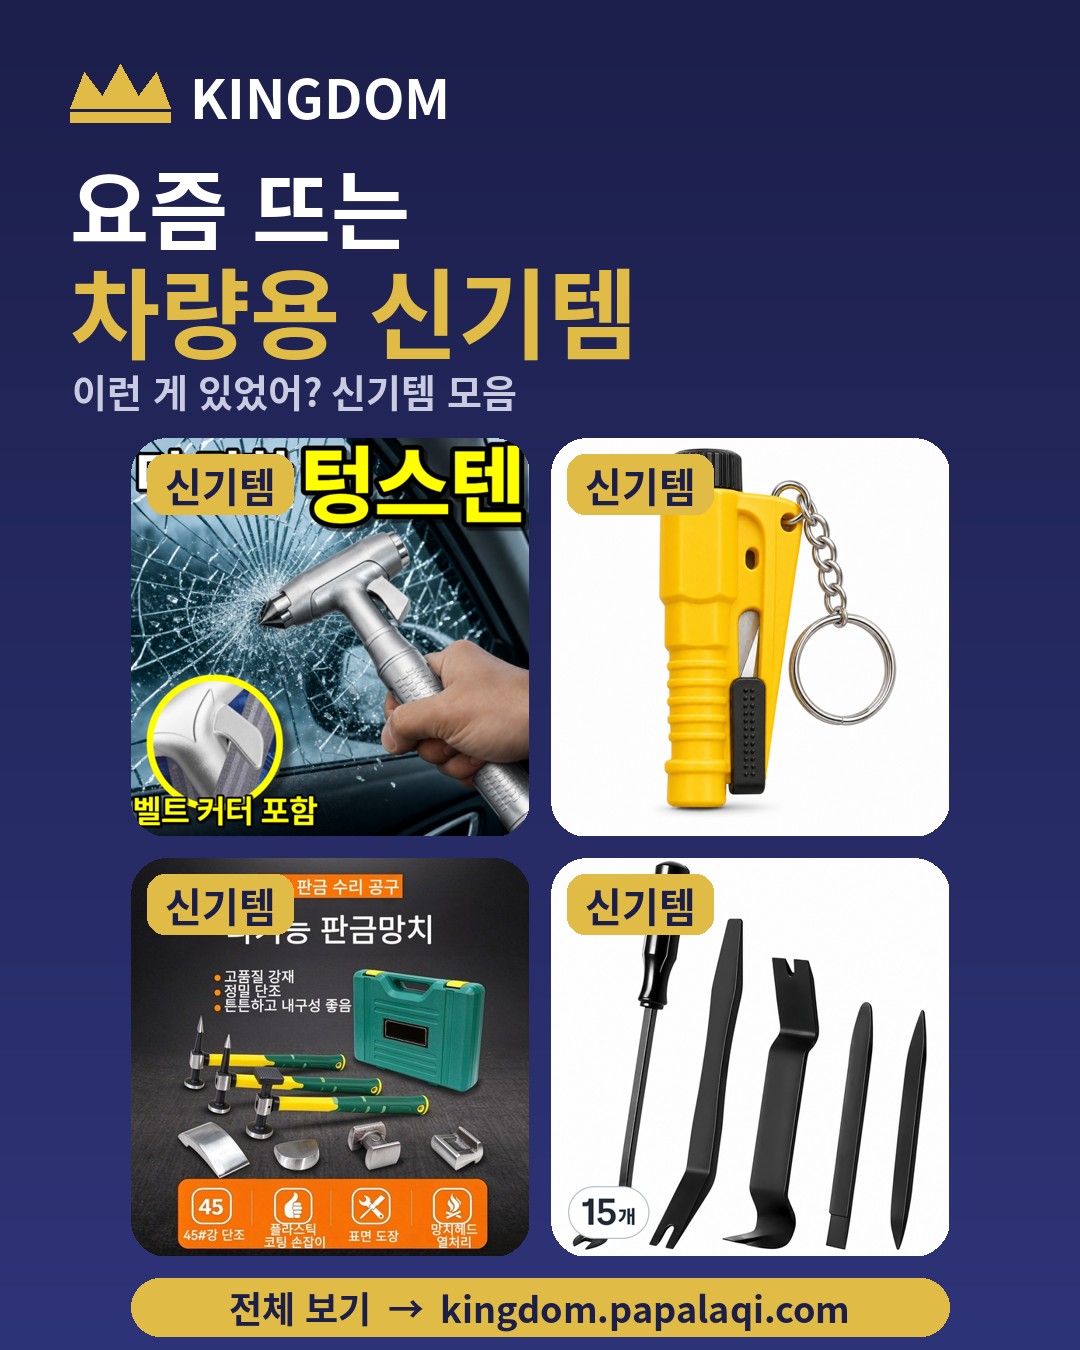 KINGDOM
요즘 뜨는
차량용 신기템
이런 게 있었어? 신기템 모음
신기템
텅스텐
벨트 커터 포함
신기템
신기템
판금 수리 공구
판금망치
고품질 강재
정밀 단조
튼튼하고 내구성 좋음
45
45#강 단조
플라스틱
코팅 손잡이
표면 도장
망치헤드
열처리
신기템
15개
전체 보기 → kingdom.papalaqi.com